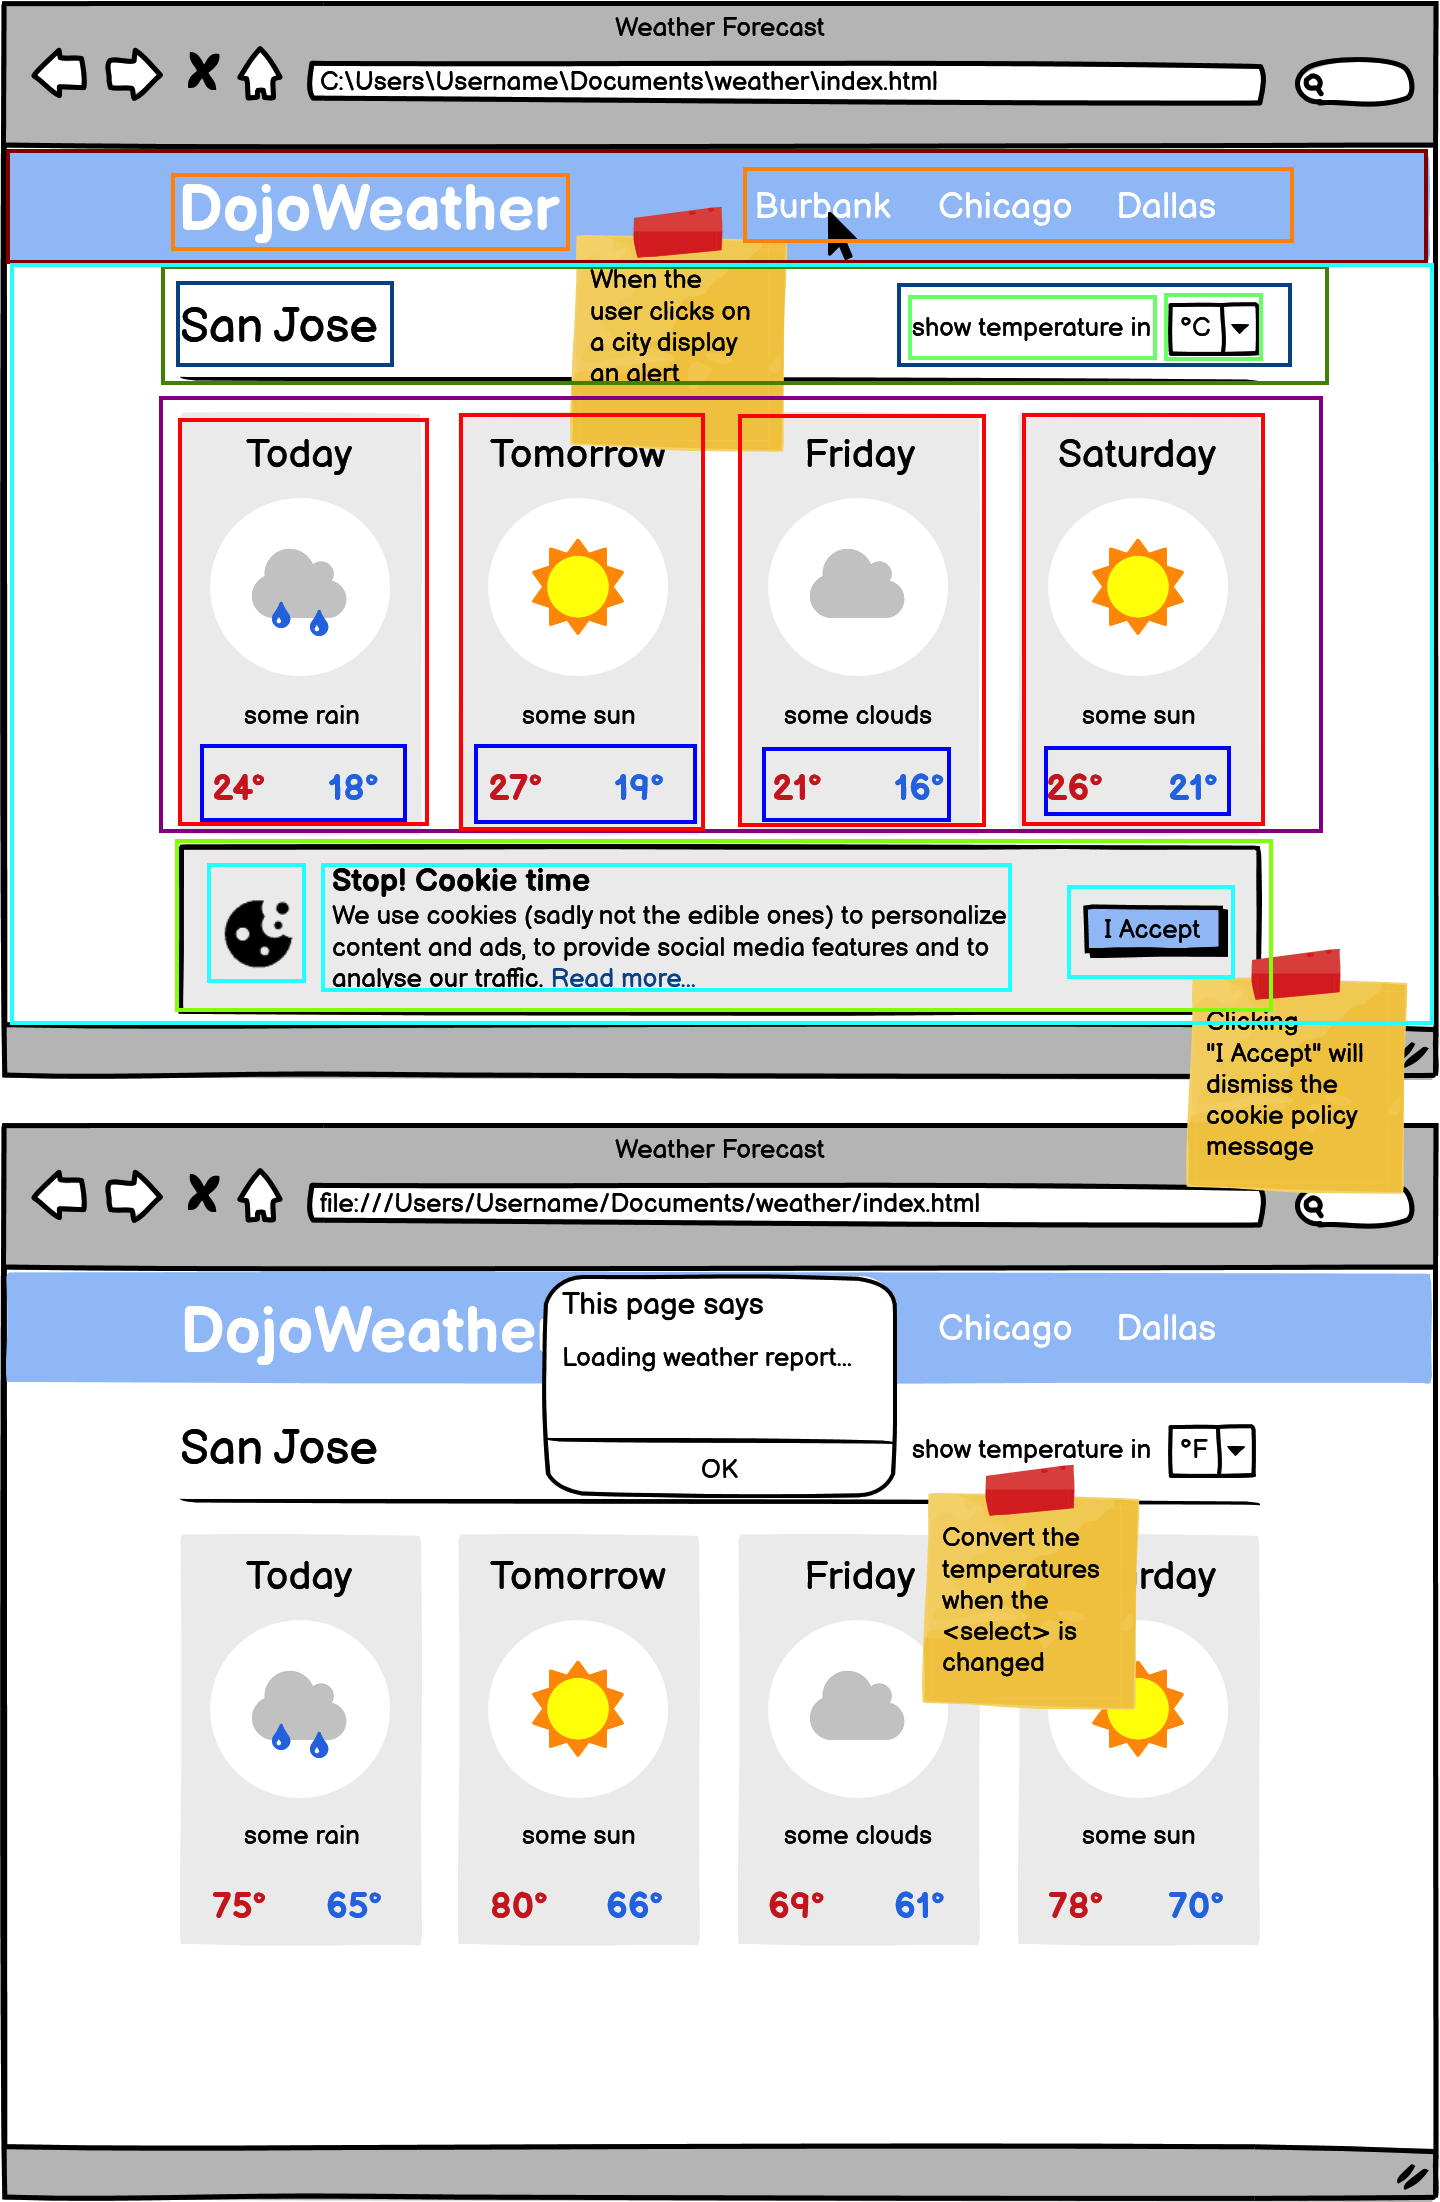 Weather Forecast
C:\Users\Username\Documents\weather\index.html
DojoWeather
Burbank Chicago Dallas
When the
user clicks on
a city display
an alert
San Jose
show temperature in °C
Today Tomorrow Friday Saturday
some rain some sun some clouds some sun
24° 18° 27° 19° 21° 16° 26° 21°
Stop! Cookie time
We use cookies (sadly not the edible ones) to personalize
content and ads, to provide social media features and to
analyse our traffic. Read more...
I Accept
Clicking
"I Accept" will
dismiss the
cookie policy
message
Weather Forecast
file:///Users/Username/Documents/weather/index.html
DojoWeather
Chicago Dallas
This page says
Loading weather report...
OK
San Jose
show temperature in °F
Convert the
temperatures
when the
<select> is
changed
Today Tomorrow Friday rday
some rain some sun some clouds some sun
75° 65° 80° 66° 69° 61° 78° 70°